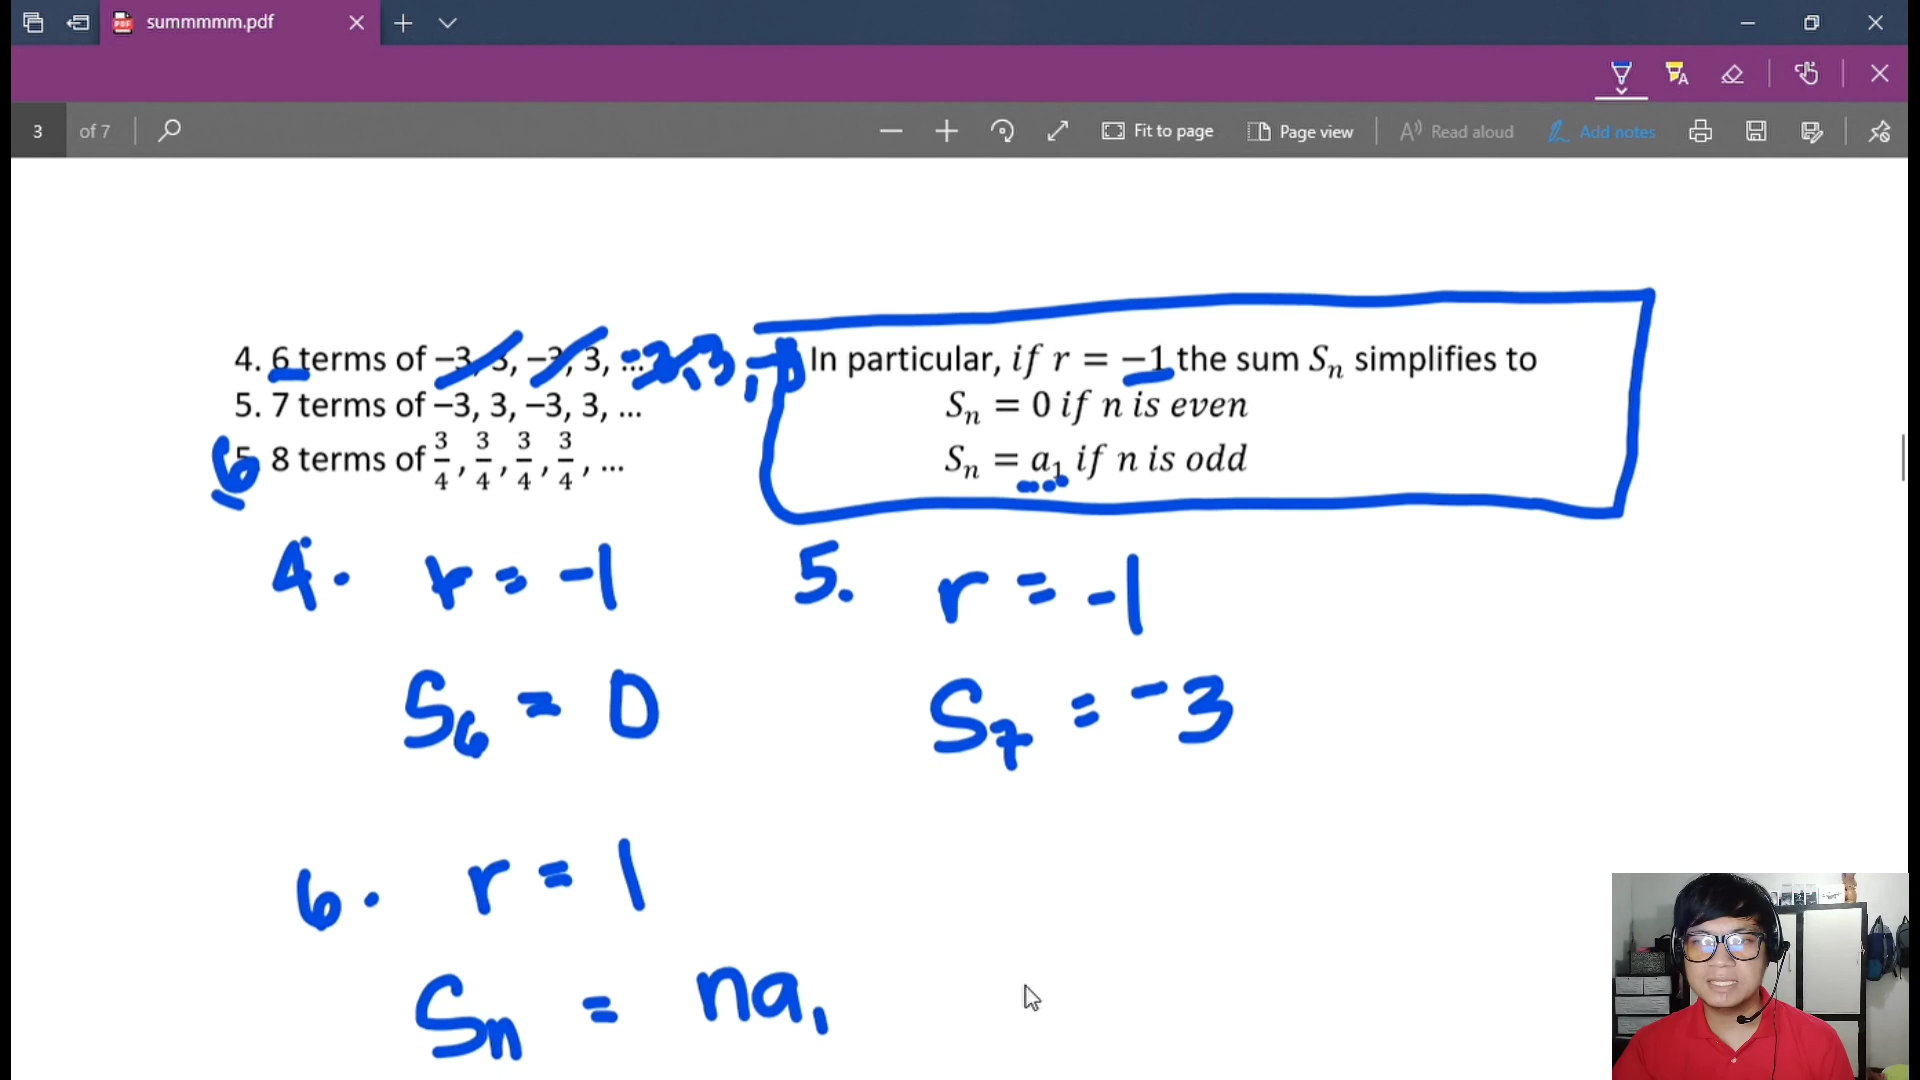 summmmm.pdf
3 of 7 Fit to page Page view Read aloud Add notes
4. 6 terms of −3, 3, −3, 3, ... -3, 3, -3
5. 7 terms of −3, 3, −3, 3, ...
6. 8 terms of 3/4, 3/4, 3/4, 3/4, ...
In particular, if r = −1 the sum Sₙ simplifies to
Sₙ = 0 if n is even
Sₙ = a₁ if n is odd
4. r = -1
S₆ = 0
5. r = -1
S₇ = -3
6. r = 1
Sₙ = na₁